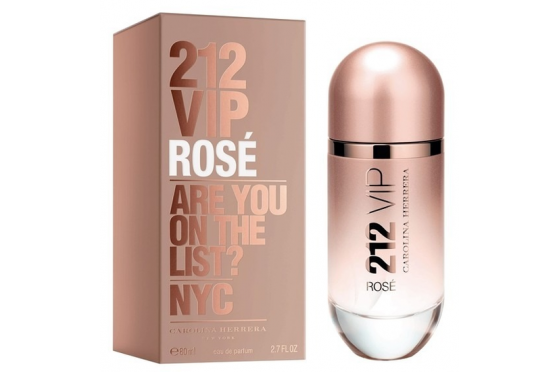 212
VIP
ROSÉ
ARE YOU
ON THE
LIST?
NYC
CAROLINA HERRERA
NEW YORK
℮80ml eau de parfum 2.7 FL.OZ
212 VIP
ROSÉ CAROLINA HERRERA